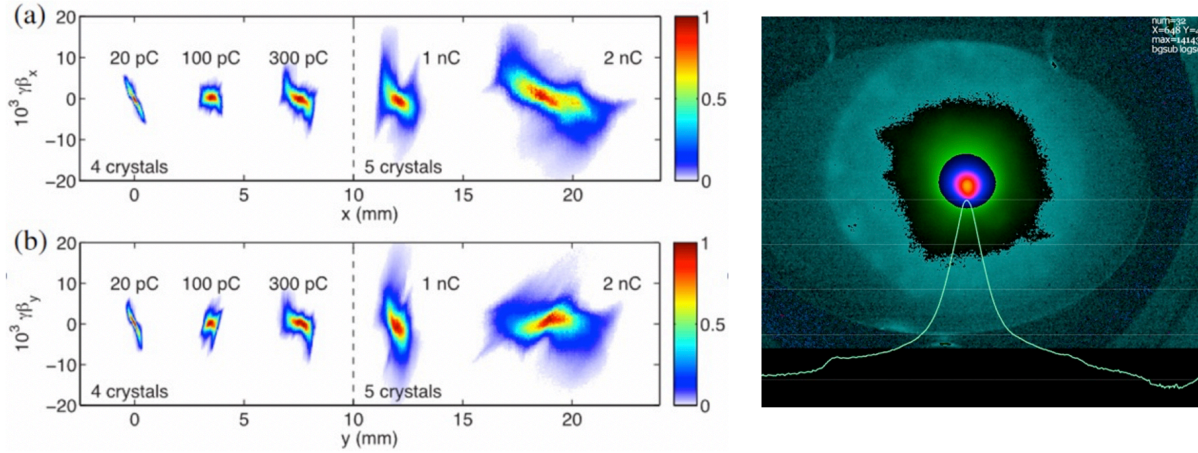 (a)
20 pC 100 pC 300 pC 1 nC 2 nC
4 crystals 5 crystals
10³ γβₓ
20
10
0
−10
−20
0 5 10 15 20
x (mm)
1
0.5
0
(b)
20 pC 100 pC 300 pC 1 nC 2 nC
4 crystals 5 crystals
10³ γβᵧ
20
10
0
−10
−20
0 5 10 15 20
y (mm)
1
0.5
0
num=32
X=648
bgsub